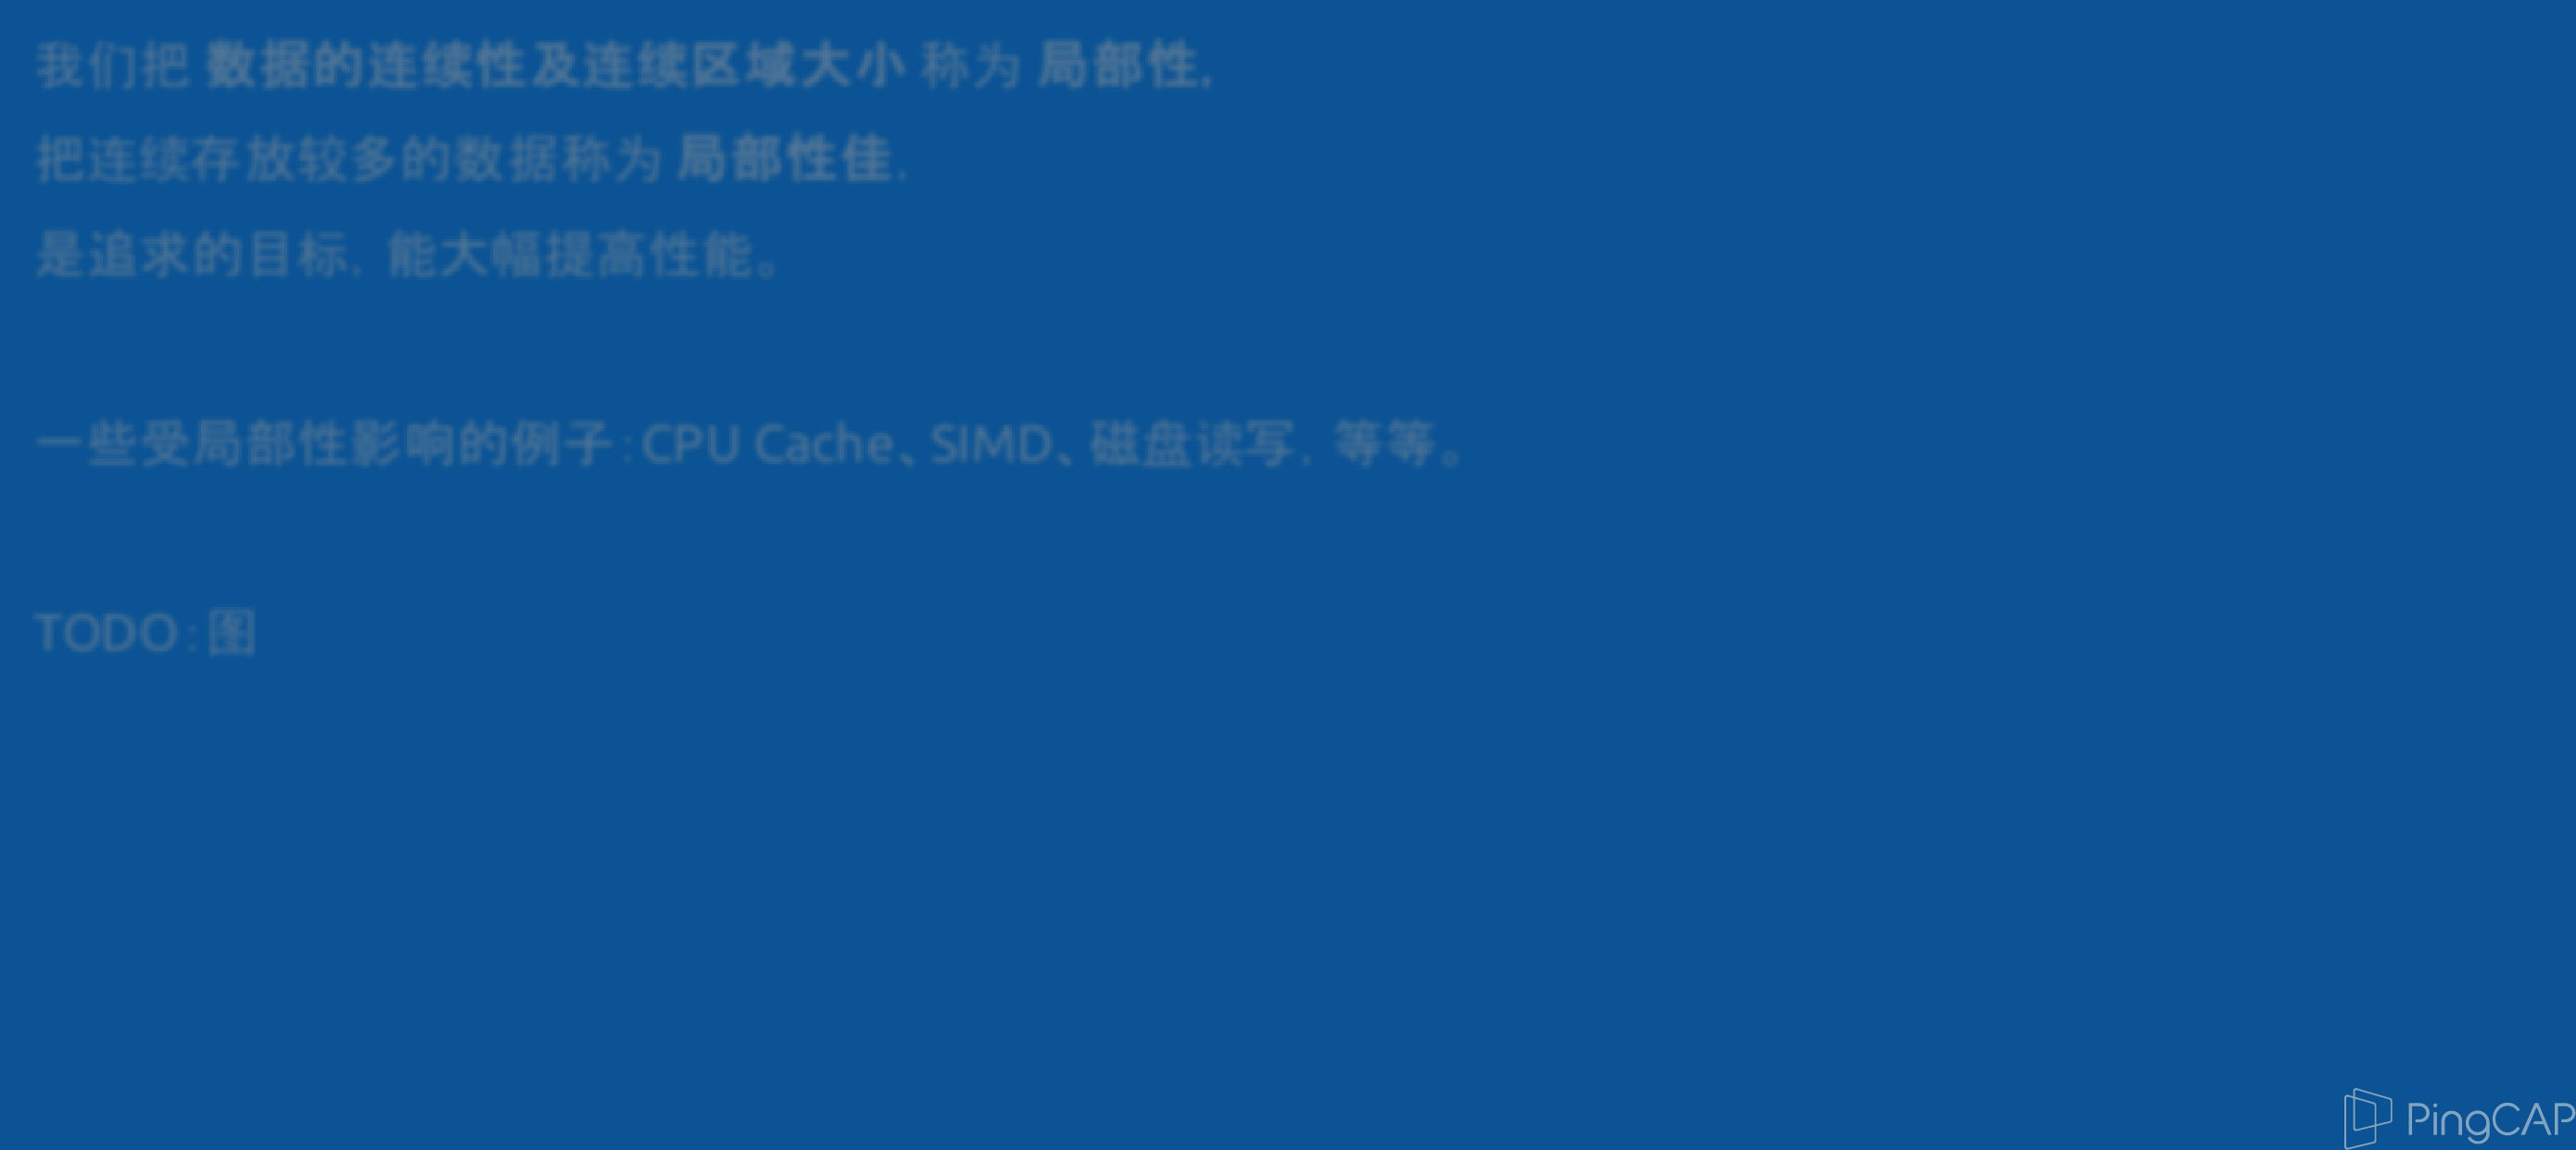 我们把 数据的连续性及连续区域大小 称为 局部性，
把连续存放较多的数据称为 局部性佳，
是追求的目标，能大幅提高性能。
一些受局部性影响的例子：CPU Cache、SIMD、磁盘读写，等等。
TODO：图
PingCAP